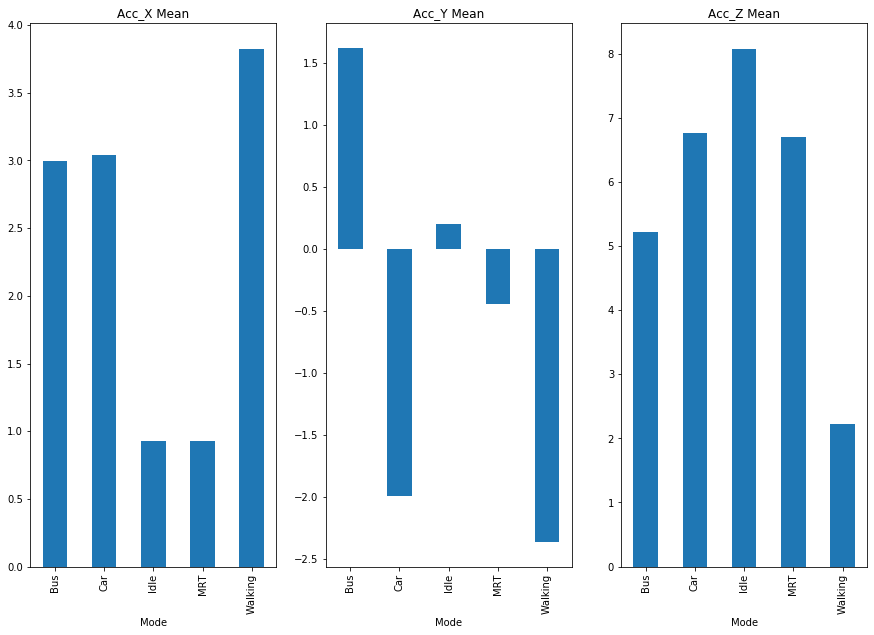 Acc_X Mean
4.0
3.5
3.0
2.5
2.0
1.5
1.0
0.5
0.0
Bus
Car
Idle
MRT
Walking
Mode
Acc_Y Mean
1.5
1.0
0.5
0.0
−0.5
−1.0
−1.5
−2.0
−2.5
Bus
Car
Idle
MRT
Walking
Mode
Acc_Z Mean
8
7
6
5
4
3
2
1
0
Bus
Car
Idle
MRT
Walking
Mode